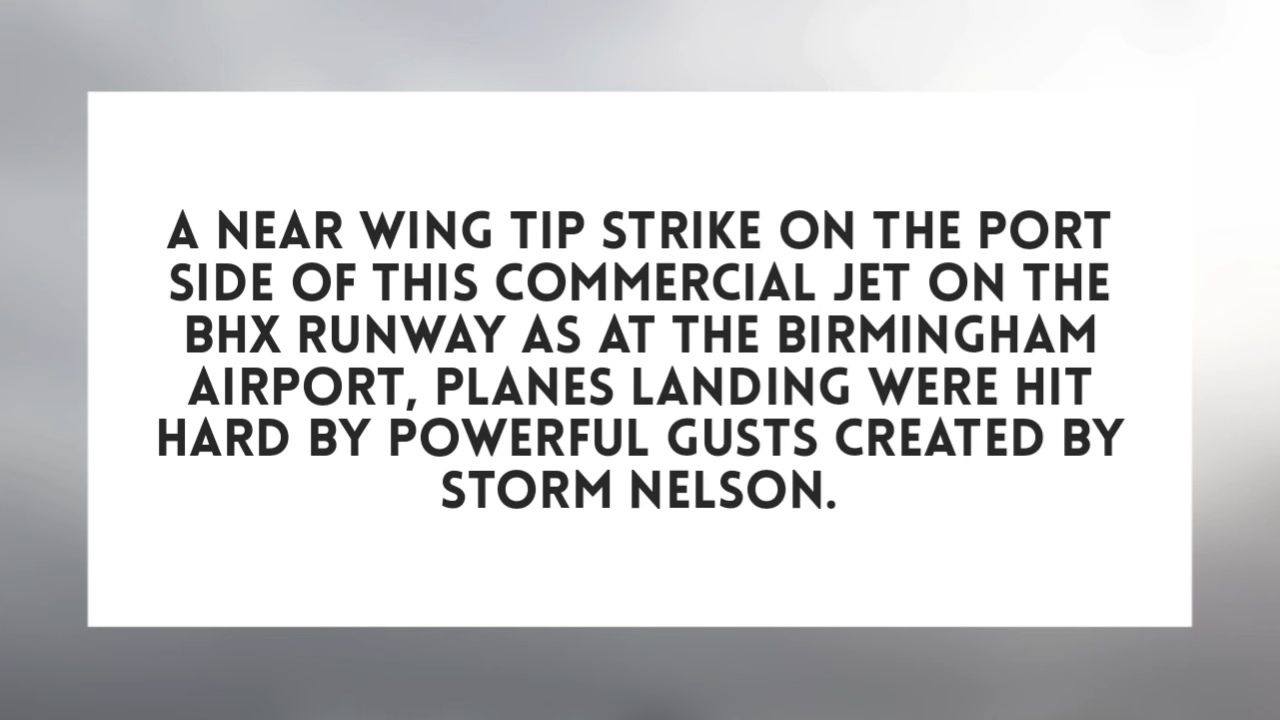 A NEAR WING TIP STRIKE ON THE PORT
SIDE OF THIS COMMERCIAL JET ON THE
BHX RUNWAY AS AT THE BIRMINGHAM
AIRPORT, PLANES LANDING WERE HIT
HARD BY POWERFUL GUSTS CREATED BY
STORM NELSON.